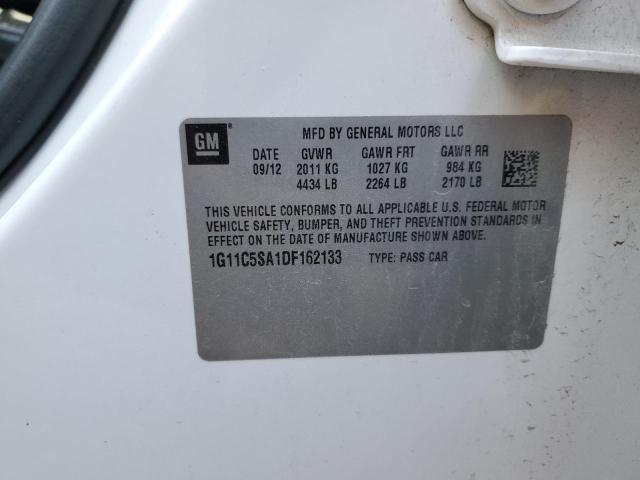 GM ® MFD BY GENERAL MOTORS LLC
DATE GVWR GAWR FRT GAWR RR
09/12 2011 KG 1027 KG 984 KG
4434 LB 2264 LB 2170 LB
THIS VEHICLE CONFORMS TO ALL APPLICABLE U.S. FEDERAL MOTOR
VEHICLE SAFETY, BUMPER, AND THEFT PREVENTION STANDARDS IN
EFFECT ON THE DATE OF MANUFACTURE SHOWN ABOVE.
1G11C5SA1DF162133 TYPE: PASS CAR